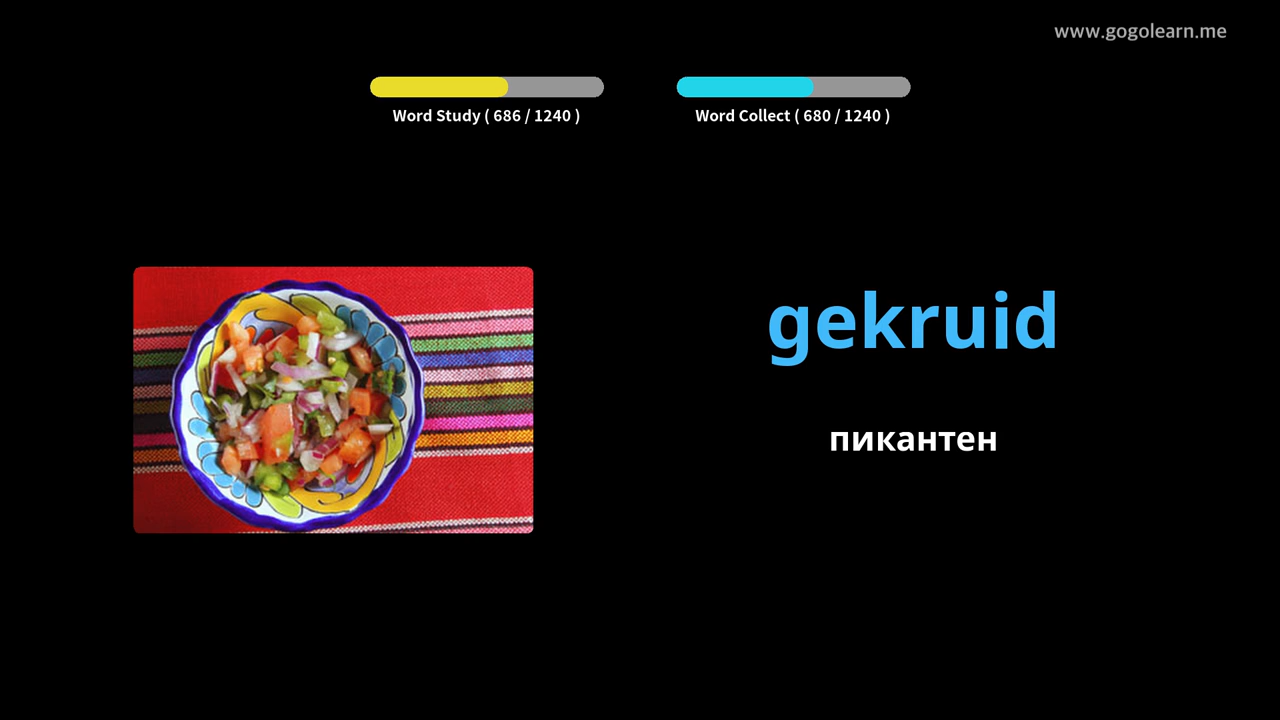 www.gogolearn.me
Word Study ( 686 / 1240 )
Word Collect ( 680 / 1240 )
gekruid
пикантен